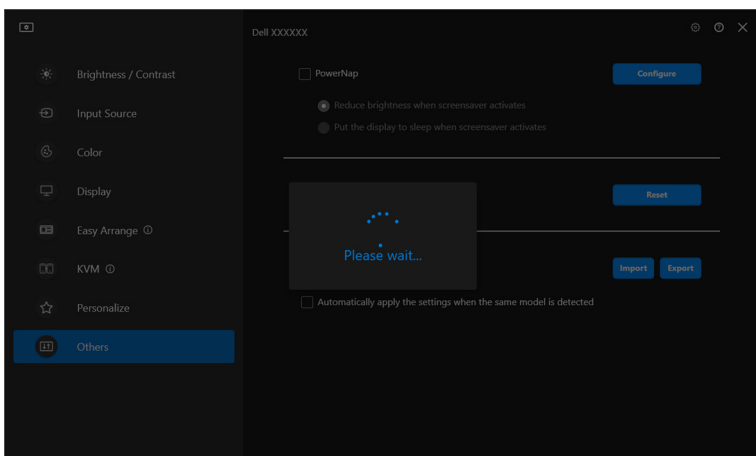 Dell XXXXXX
Brightness / Contrast
Input Source
Color
Display
Easy Arrange
KVM
Personalize
Others
PowerNap
Configure
Reduce brightness when screensaver activates
Put the display to sleep when screensaver activates
Reset
Please wait...
Import Export
Automatically apply the settings when the same model is detected